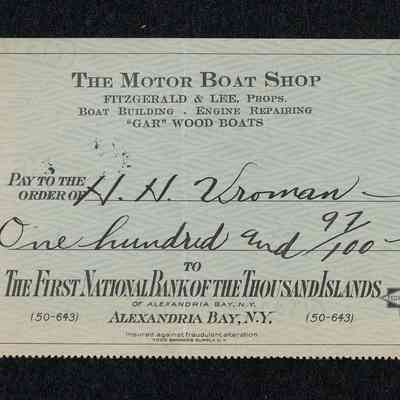 THE MOTOR BOAT SHOP
FITZGERALD & LEE, PROPS.
BOAT BUILDING - ENGINE REPAIRING
"GAR" WOOD BOATS
PAY TO THE
ORDER OF H. H. Vroman
One hundred and 97/100
TO
THE FIRST NATIONAL BANK OF THE THOUSAND ISLANDS
OF ALEXANDRIA BAY, N.Y.
(50-643) ALEXANDRIA BAY, N.Y. (50-643)
Insured against fraudulent alteration